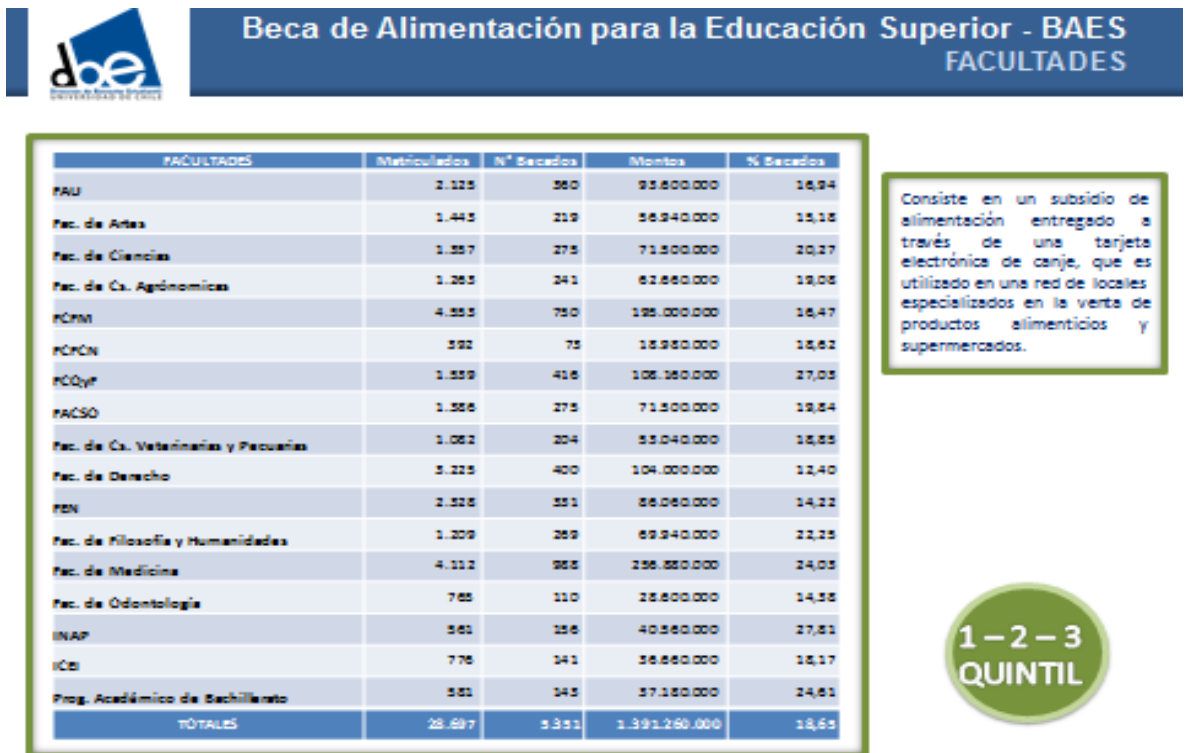 Beca de Alimentación para la Educación Superior - BAES
FACULTADES
dbe
UNIVERSIDAD DE CHILE
FACULTADES Matriculados N° Becados Montos % Becados
FAU 2.125 360 93.600.000 16,94
Fac. de Artes 1.443 219 56.940.000 15,18
Fac. de Ciencias 1.357 275 71.500.000 20,27
Fac. de Cs. Agrónomicas 1.263 241 62.660.000 19,08
FCFM 4.553 750 195.000.000 16,47
FCFCN 392 73 18.980.000 18,62
FCQyF 1.539 416 108.160.000 27,03
FACSO 1.386 275 71.500.000 19,84
Fac. de Cs. Veterinarias y Pecuarias 1.082 204 53.040.000 18,85
Fac. de Derecho 3.225 400 104.000.000 12,40
FEN 2.328 331 86.060.000 14,22
Fac. de Filosofía y Humanidades 1.209 269 69.940.000 22,25
Fac. de Medicina 4.112 988 256.880.000 24,03
Fac. de Odontología 765 110 28.600.000 14,38
INAP 561 156 40.560.000 27,81
ICEI 776 141 36.660.000 18,17
Prog. Académico de Bachillerato 581 143 37.180.000 24,61
TOTALES 28.697 5.351 1.391.260.000 18,65
Consiste en un subsidio de
alimentación entregado a
través de una tarjeta
electrónica de canje, que es
utilizado en una red de locales
especializados en la venta de
productos alimenticios y
supermercados.
1 – 2 – 3
QUINTIL